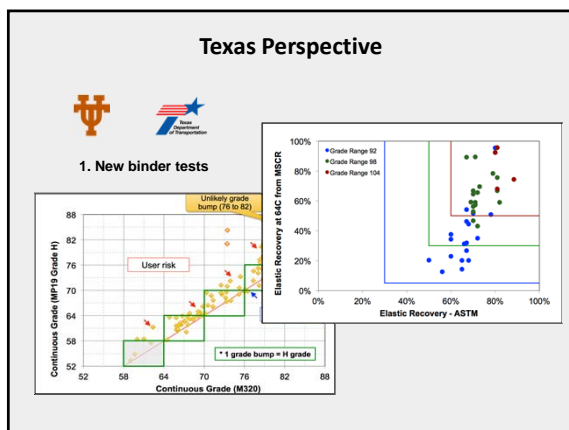 Texas Perspective
Texas
Department
of Transportation
1. New binder tests
Unlikely grade
bump (76 to 82)
User risk
* 1 grade bump = H grade
Continuous Grade (MP19 Grade H)
88
82
76
70
64
58
52
52 58 64 70 76 82 88
Continuous Grade (M320)
Grade Range 92
Grade Range 98
Grade Range 104
Elastic Recovery at 64C from MSCR
100%
80%
60%
40%
20%
0%
0% 20% 40% 60% 80% 100%
Elastic Recovery - ASTM